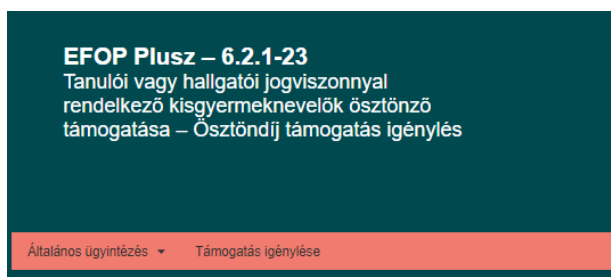 EFOP Plusz – 6.2.1-23
Tanulói vagy hallgatói jogviszonnyal
rendelkező kisgyermeknevelők ösztönző
támogatása – Ösztöndíj támogatás igénylés
Általános ügyintézés
Támogatás igénylése